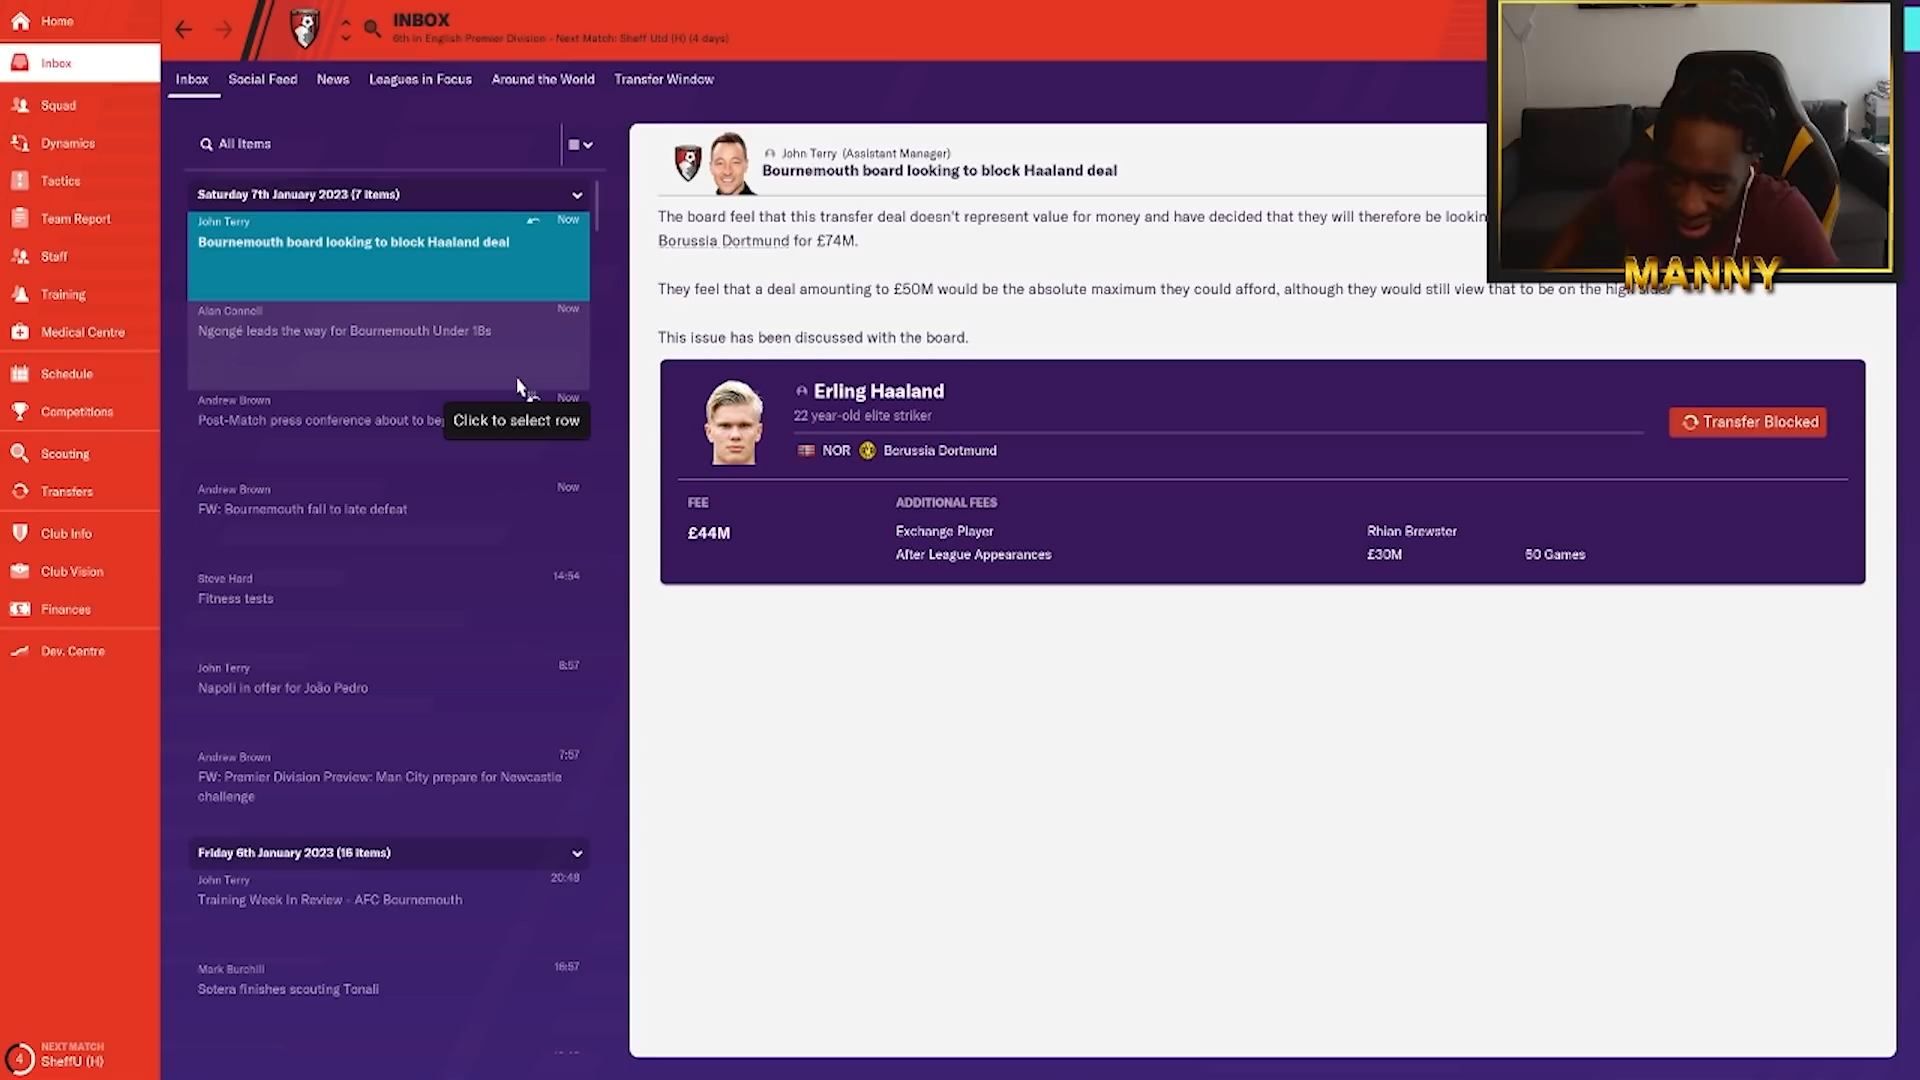 Home
Inbox
Squad
Dynamics
Tactics
Team Report
Staff
Training
Medical Centre
Schedule
Competitions
Scouting
Transfers
Club Info
Club Vision
Finances
Dev. Centre
4
NEXT MATCH
SheffU (H)
INBOX
6th in English Premier Division - Next Match: Sheff Utd (H) (4 days)
Inbox Social Feed News Leagues in Focus Around the World Transfer Window
All Items
Saturday 7th January 2023 (7 items)
John Terry Now
Bournemouth board looking to block Haaland deal
Alan Connell Now
Ngongé leads the way for Bournemouth Under 18s
Andrew Brown Now
Post-Match press conference about to be
Click to select row
Andrew Brown Now
FW: Bournemouth fall to late defeat
Steve Hard 14:54
Fitness tests
John Terry 8:57
Napoli in offer for João Pedro
Andrew Brown 7:57
FW: Premier Division Preview: Man City prepare for Newcastle
challenge
Friday 6th January 2023 (16 items)
John Terry 20:48
Training Week In Review - AFC Bournemouth
Mark Burchill 16:57
Sotera finishes scouting Tonali
John Terry (Assistant Manager)
Bournemouth board looking to block Haaland deal
The board feel that this transfer deal doesn't represent value for money and have decided that they will therefore be lookin
Borussia Dortmund for £74M.
They feel that a deal amounting to £50M would be the absolute maximum they could afford, although they would still view that to be on the high
This issue has been discussed with the board.
Erling Haaland
22 year-old elite striker
NOR Borussia Dortmund
Transfer Blocked
FEE ADDITIONAL FEES
£44M Exchange Player Rhian Brewster
After League Appearances £30M 50 Games
MANNY